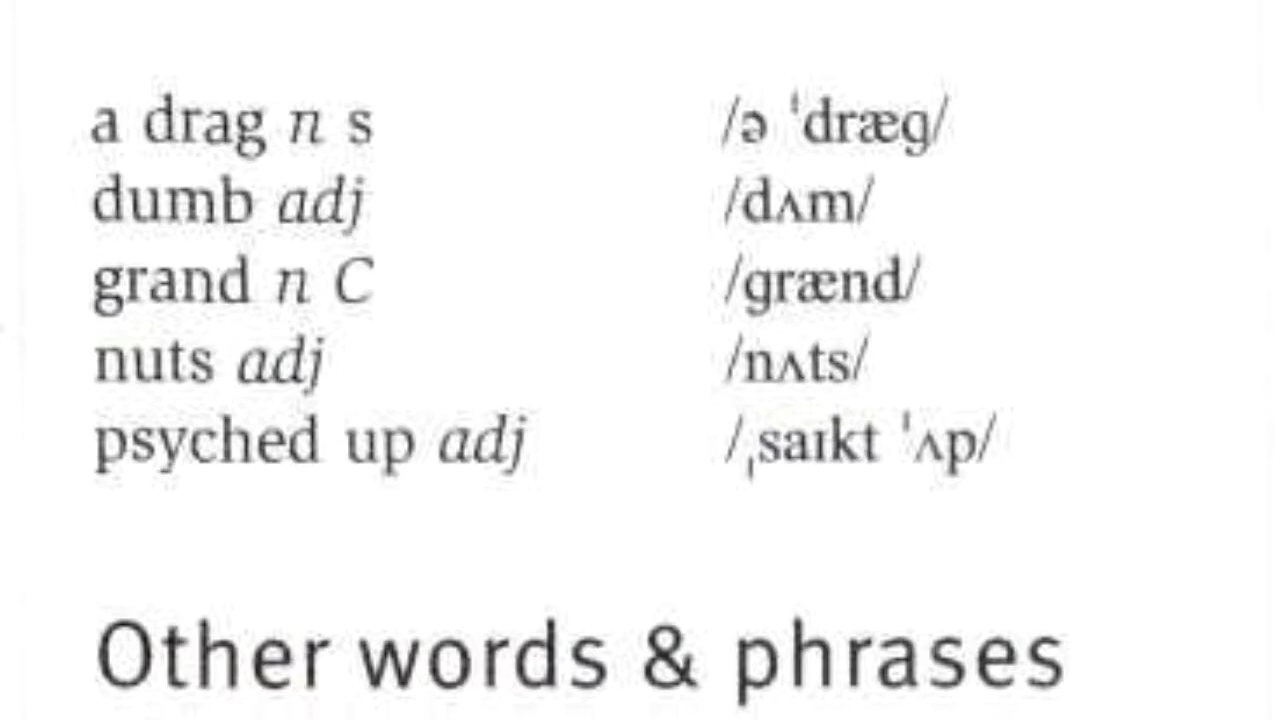 a drag n s /ə ˈdræg/
dumb adj /dʌm/
grand n C /grænd/
nuts adj /nʌts/
psyched up adj /ˌsaɪkt ˈʌp/
Other words & phrases